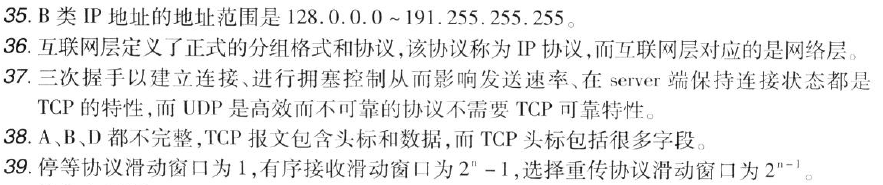 35. B 类 IP 地址的地址范围是 128.0.0.0～191.255.255.255。
36. 互联网层定义了正式的分组格式和协议,该协议称为 IP 协议,而互联网层对应的是网络层。
37. 三次握手以建立连接、进行拥塞控制从而影响发送速率、在 server 端保持连接状态都是
TCP 的特性,而 UDP 是高效而不可靠的协议不需要 TCP 可靠特性。
38. A、B、D 都不完整,TCP 报文包含头标和数据,而 TCP 头标包括很多字段。
39. 停等协议滑动窗口为 1,有序接收滑动窗口为 2ⁿ－1,选择重传协议滑动窗口为 2ⁿ⁻¹。